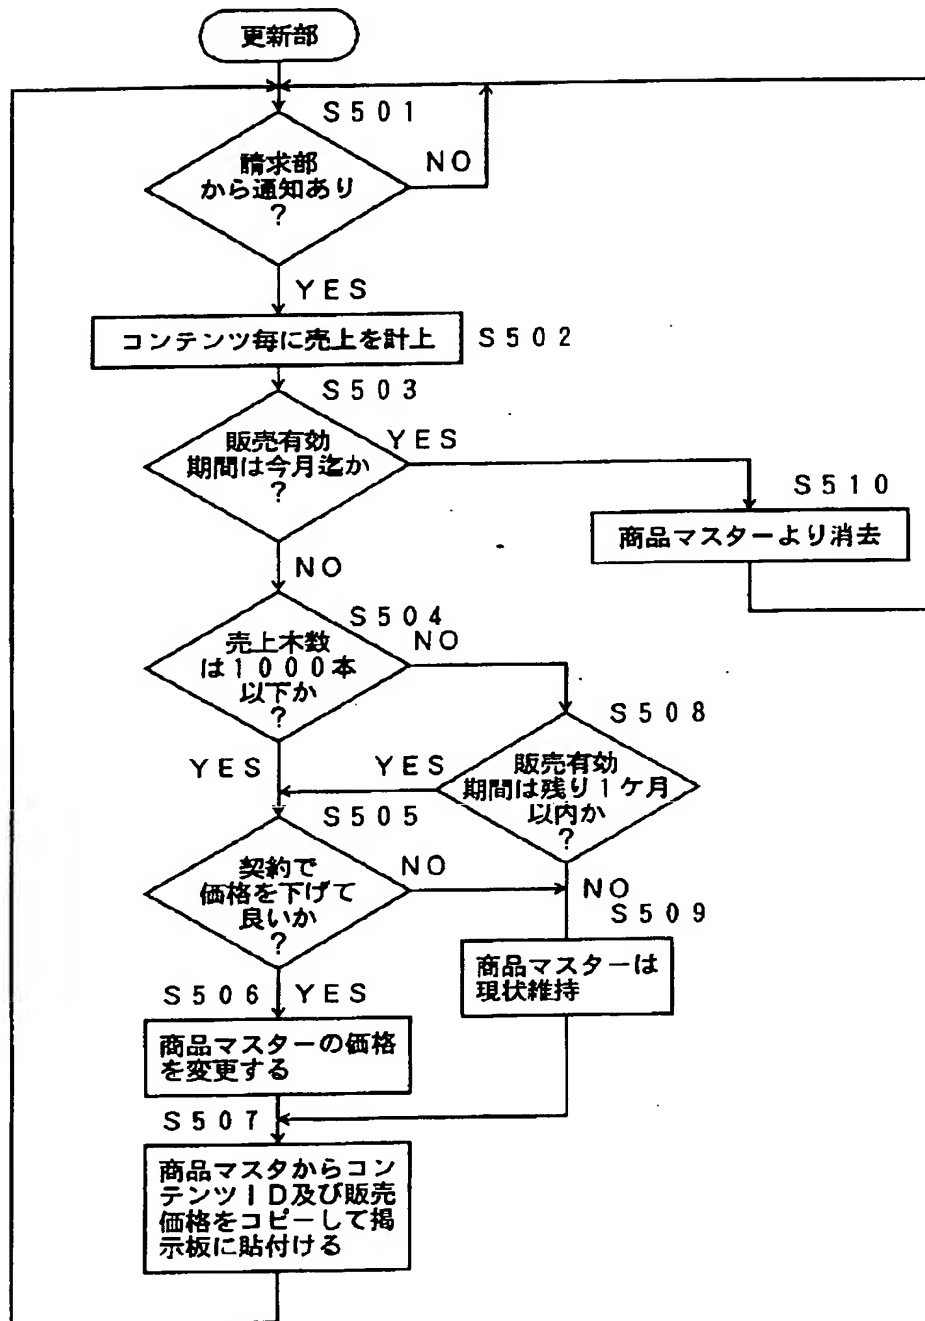 更新部
S501
請求部
から通知あり
?
NO
YES
コンテンツ毎に売上を計上
S502
S503
販売有効
期間は今月迄か
?
YES
S510
商品マスターより消去
NO
S504
売上本数
は1000本
以下か
?
NO
S508
販売有効
期間は残り1ケ月
以内か
?
YES
YES
S505
契約で
価格を下げて
良いか
?
NO
NO
S509
商品マスターは
現状維持
S506
YES
商品マスターの価格
を変更する
S507
商品マスタからコン
テンツID及び販売
価格をコピーして掲
示板に貼付ける